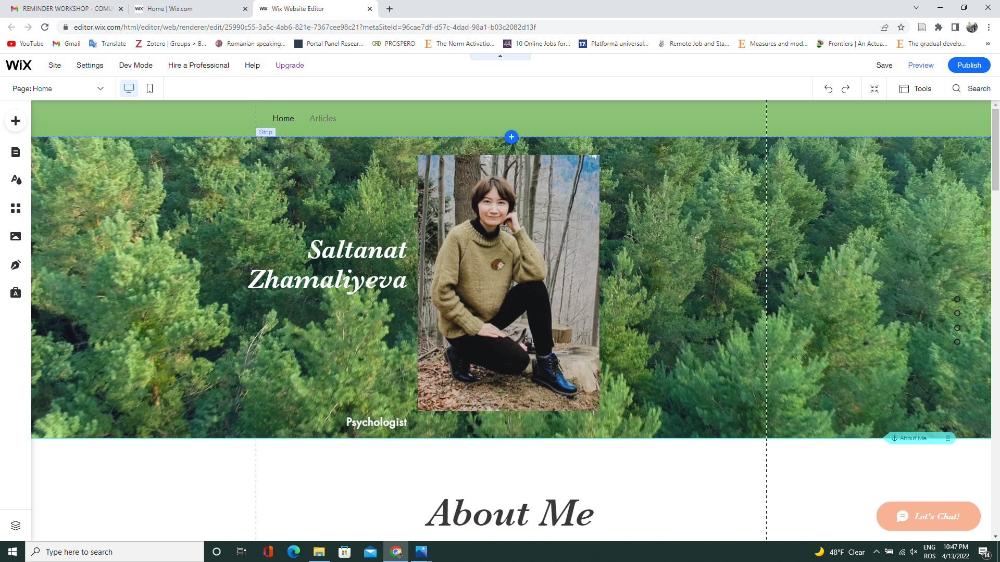 REMINDER WORKSHOP - COMU
WIX Home | Wix.com
WIX Wix Website Editor
editor.wix.com/html/editor/web/renderer/edit/25990c55-3a5c-4ab6-821e-7367cee98c21?metaSiteId=96cae7df-d57c-4dad-98a1-b03c2082d13f
YouTube Gmail Translate Zotero | Groups > B... Romanian speaking... Portal Panel Resear... CRD PROSPERO The Norm Activatio... 10 Online Jobs for... 17 Platformă universal... Remote Job and Sta... Measures and mod... Frontiers | An Actua... The gradual develo... »
WIX Site Settings Dev Mode Hire a Professional Help Upgrade Save Preview Publish
Page: Home Tools Search
Home Articles
Strip
Saltanat
Zhamaliyeva
Psychologist
About Me
About Me
Let's Chat!
Type here to search
48°F Clear
ENG
ROS
10:47 PM
4/13/2022
14